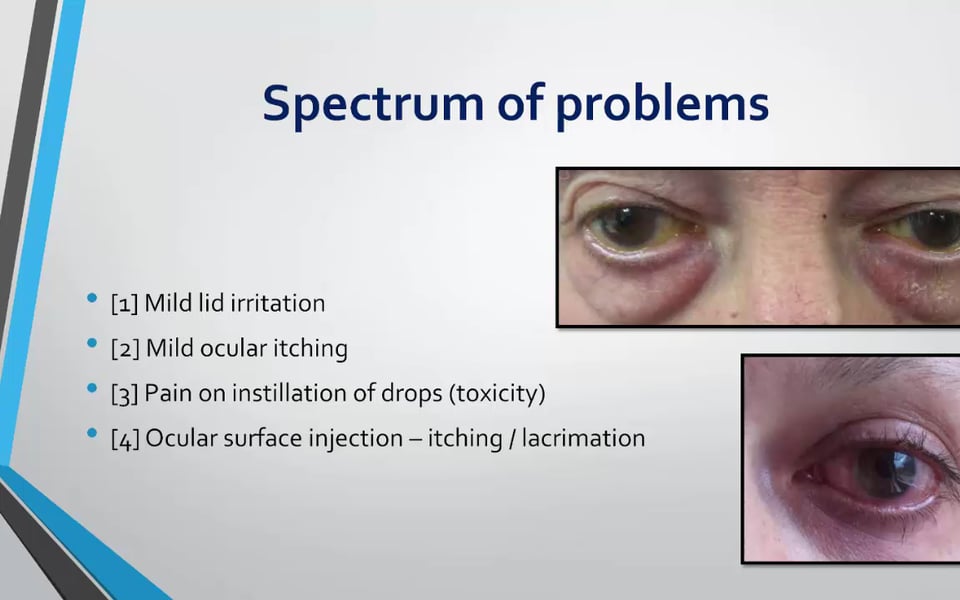 Spectrum of problems
• [1] Mild lid irritation
• [2] Mild ocular itching
• [3] Pain on instillation of drops (toxicity)
• [4] Ocular surface injection – itching / lacrimation